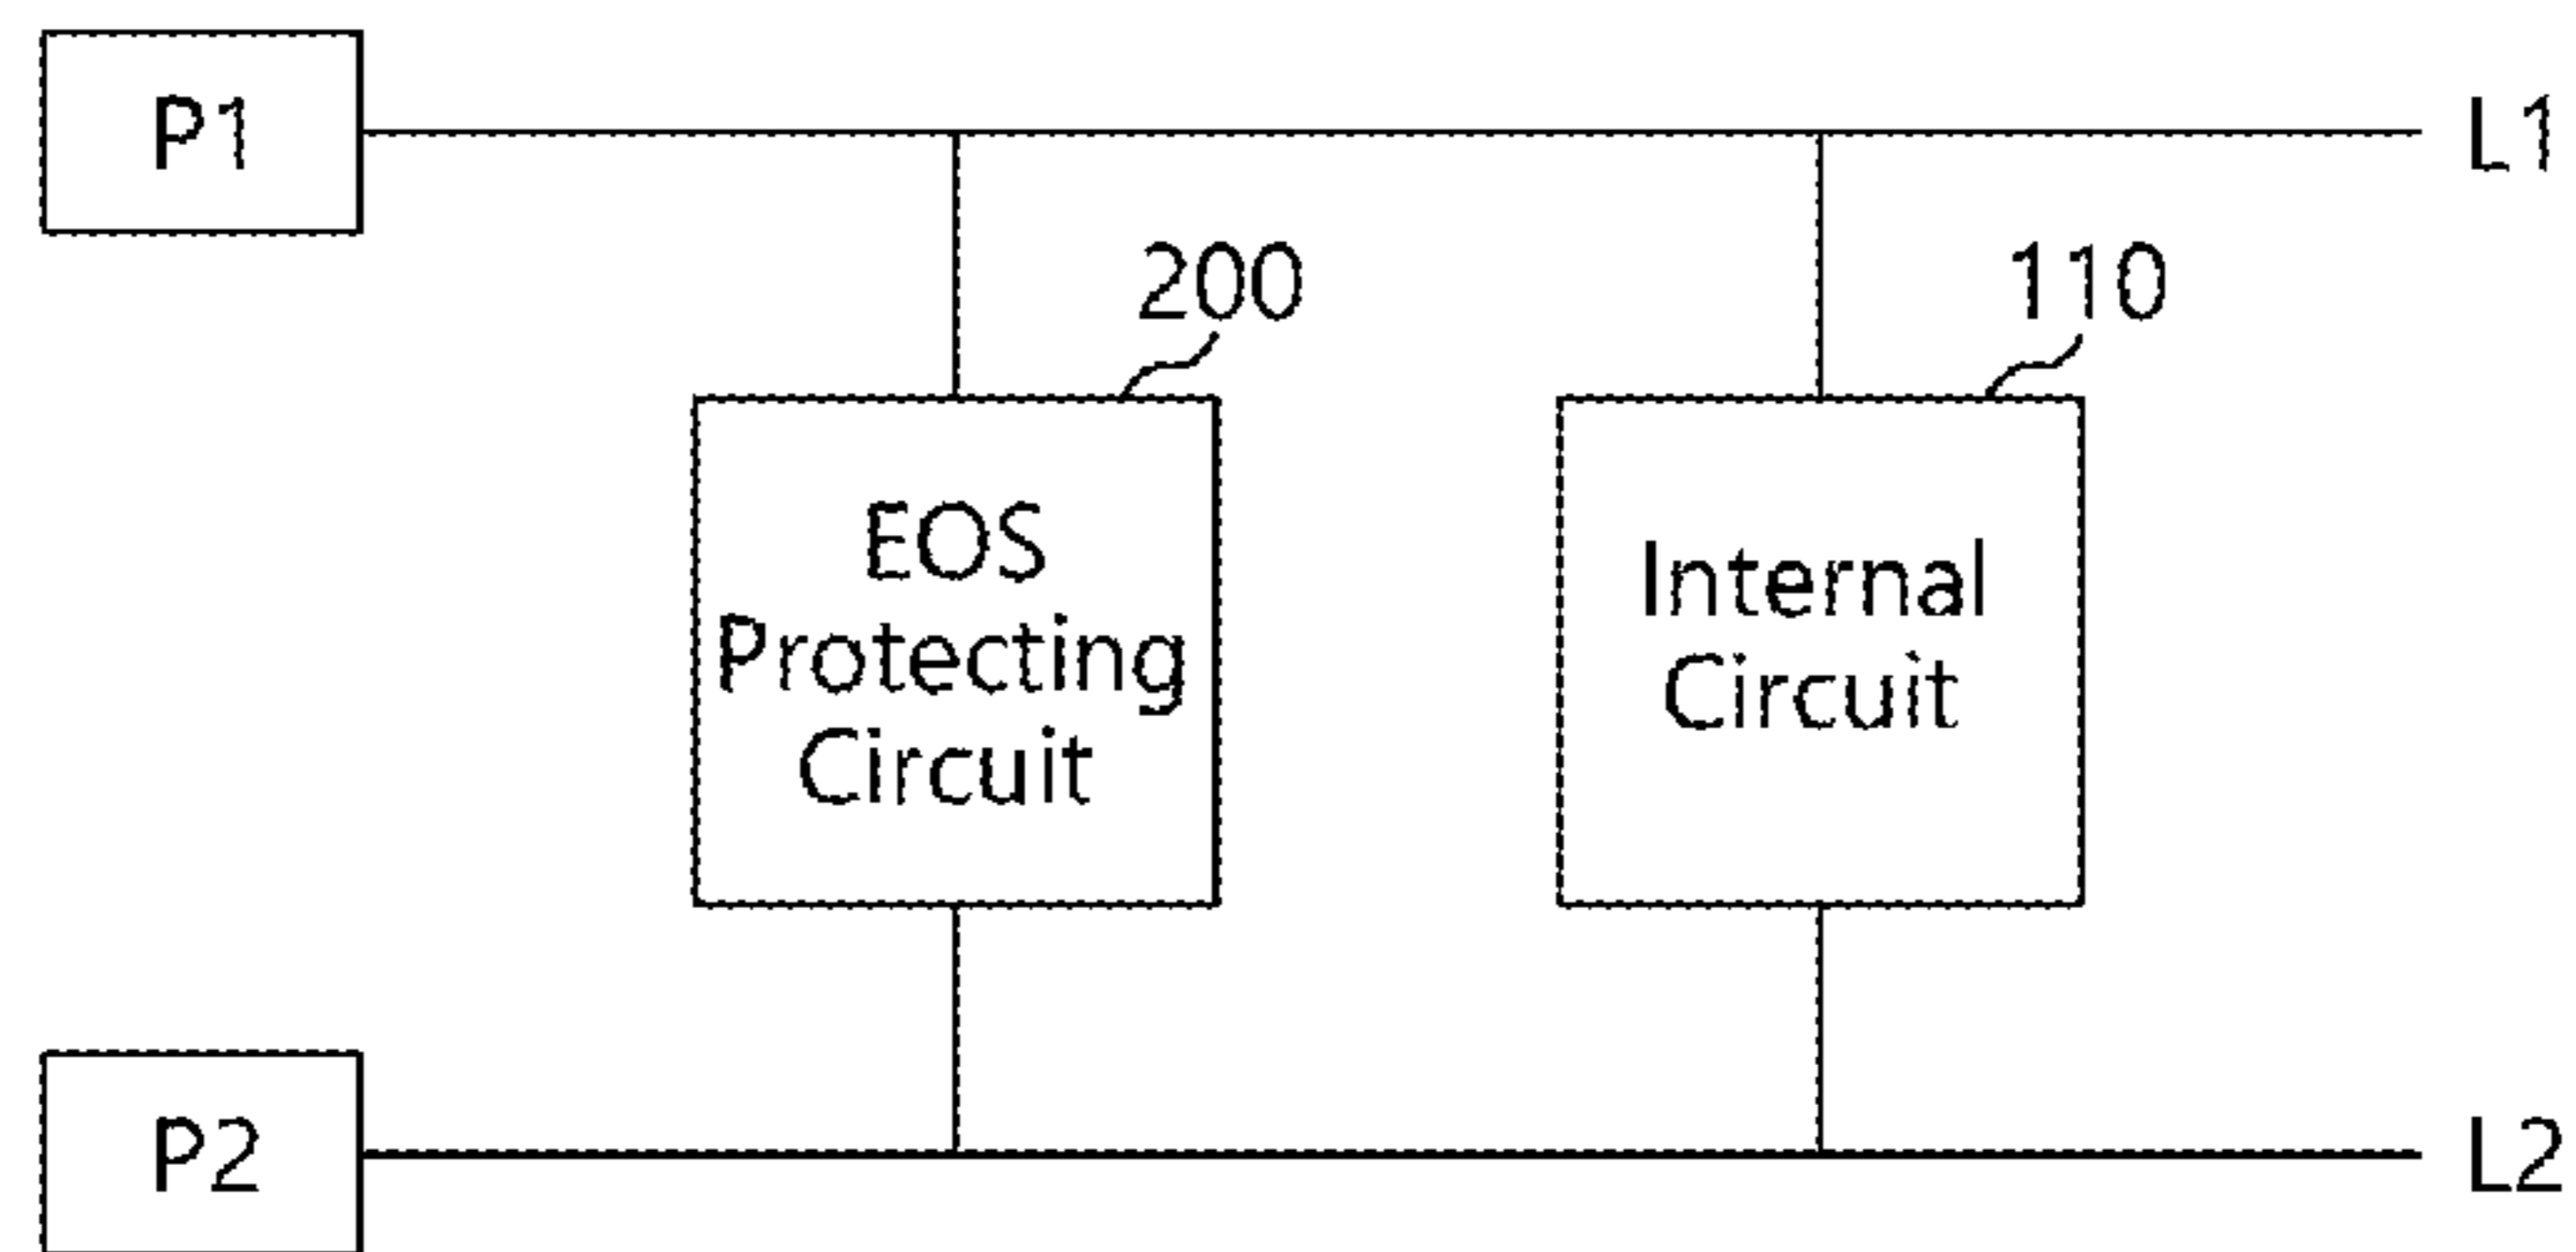 P1
L1
200
110
EOS
Protecting
Circuit
Internal
Circuit
P2
L2